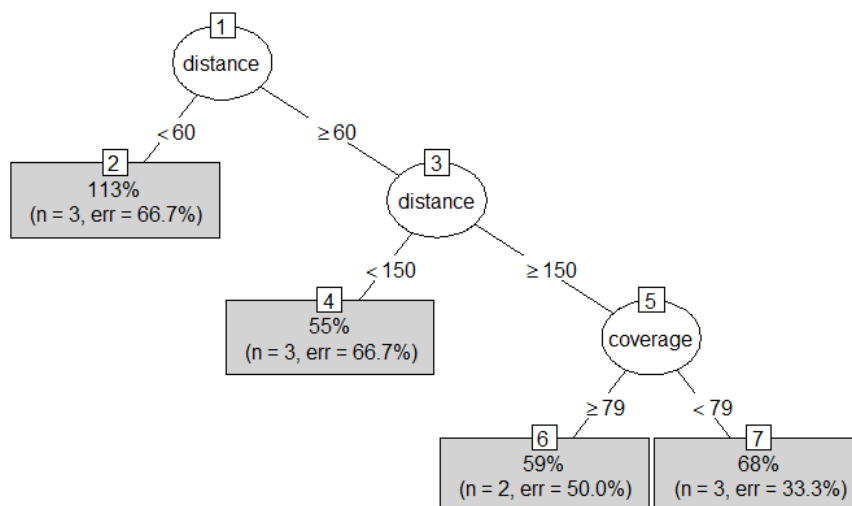 1
distance
< 60
≥ 60
2
113%
(n = 3, err = 66.7%)
3
distance
< 150
≥ 150
4
55%
(n = 3, err = 66.7%)
5
coverage
≥ 79
< 79
6
59%
(n = 2, err = 50.0%)
7
68%
(n = 3, err = 33.3%)